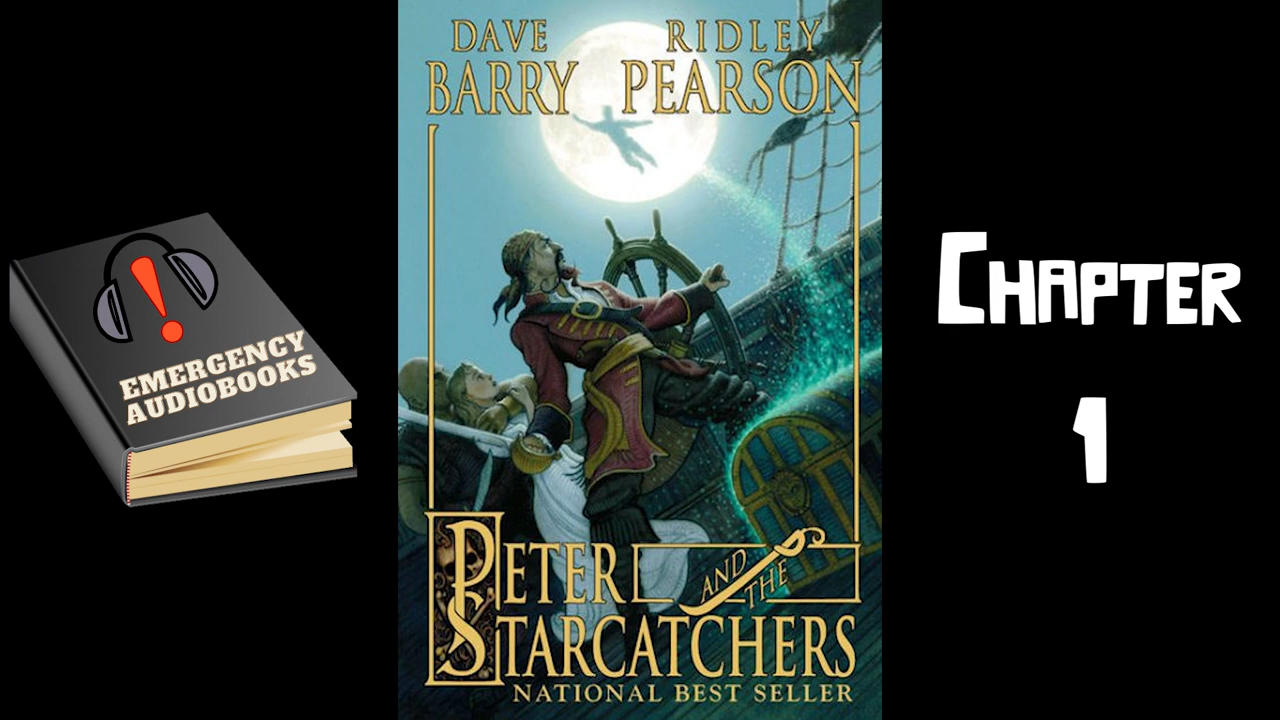 EMERGENCY
AUDIOBOOKS
DAVE BARRY
RIDLEY PEARSON
PETER AND THE
STARCATCHERS
NATIONAL BEST SELLER
CHAPTER
1